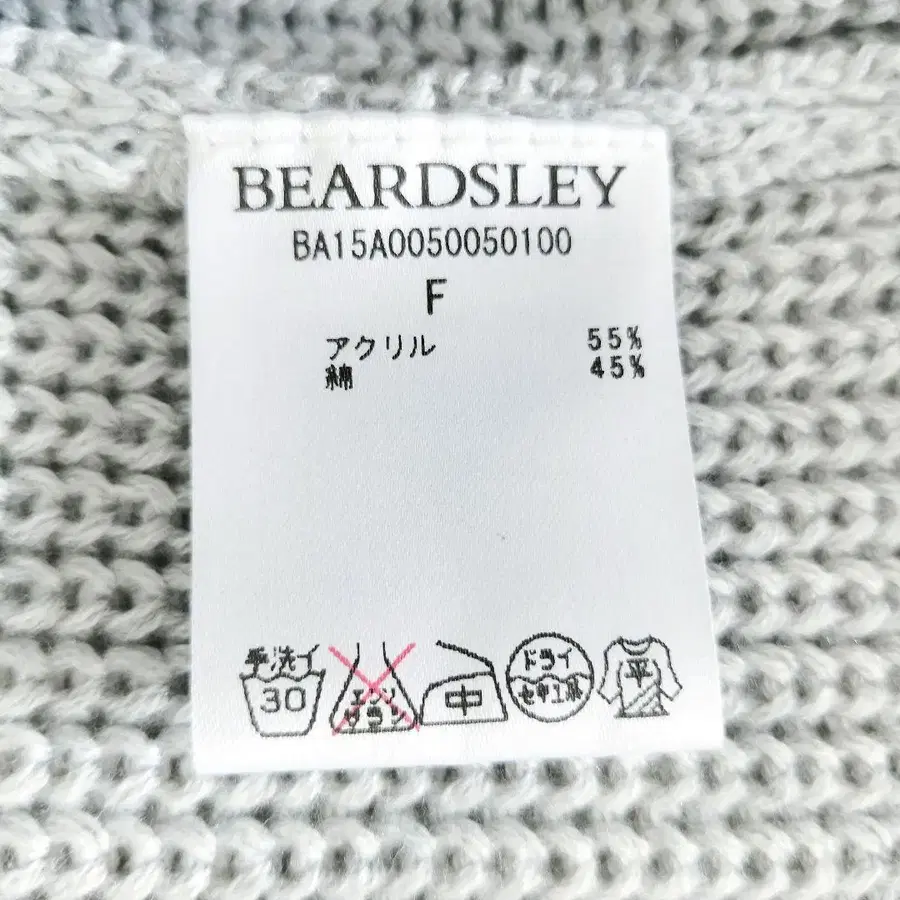 BEARDSLEY
BA15A0050050100
F
アクリル 55%
綿 45%
手洗イ
30
エンソ
サラシ
中
ドライ
セキユ系
平